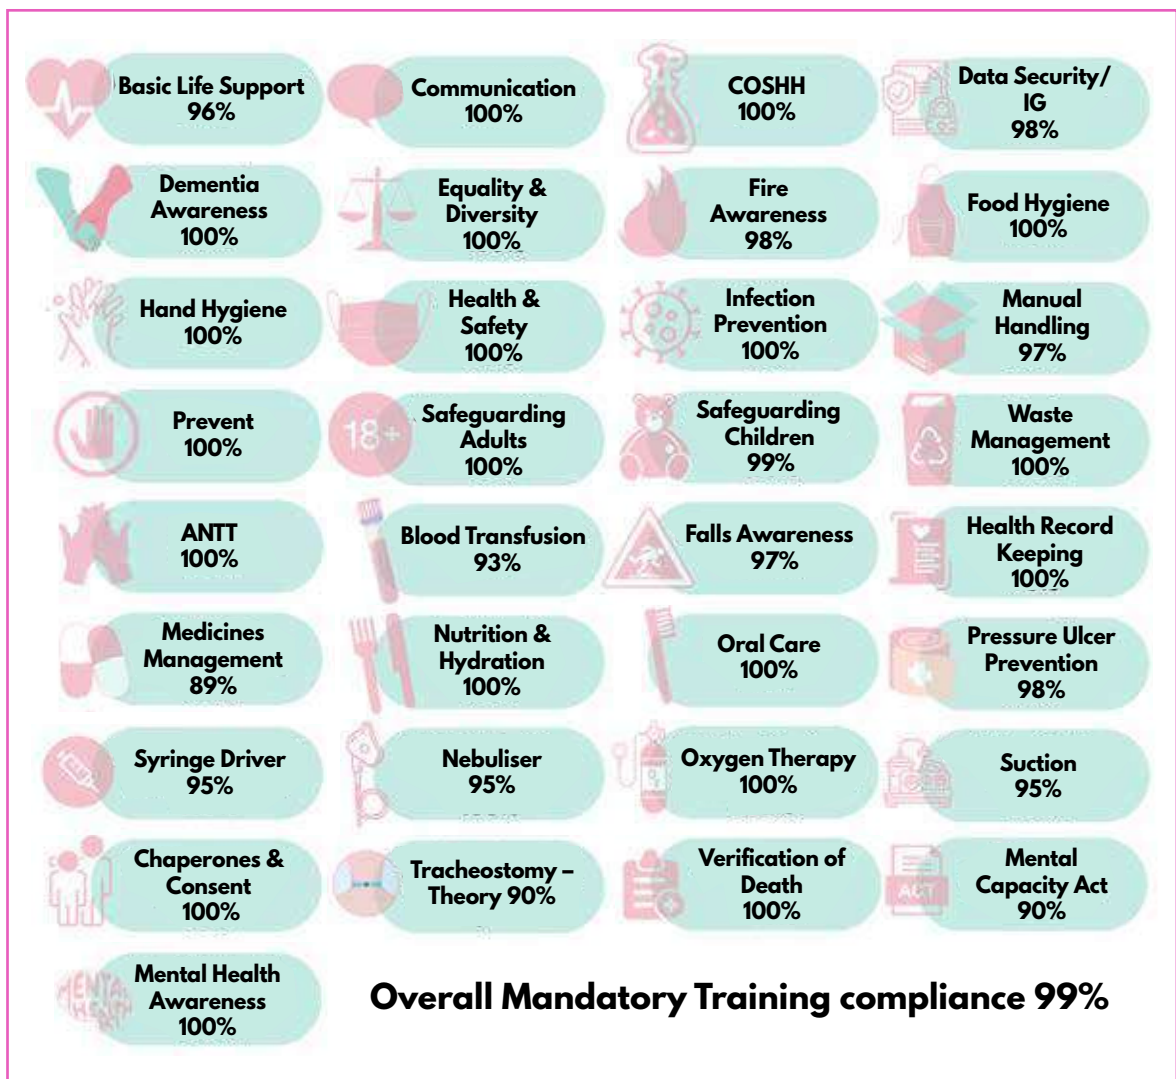 Basic Life Support
96%
Communication
100%
COSHH
100%
Data Security/
IG
98%
Dementia
Awareness
100%
Equality &
Diversity
100%
Fire
Awareness
98%
Food Hygiene
100%
Hand Hygiene
100%
Health &
Safety
100%
Infection
Prevention
100%
Manual
Handling
97%
Prevent
100%
18+
Safeguarding
Adults
100%
Safeguarding
Children
99%
Waste
Management
100%
ANTT
100%
Blood Transfusion
93%
Falls Awareness
97%
Health Record
Keeping
100%
Medicines
Management
89%
Nutrition &
Hydration
100%
Oral Care
100%
Pressure Ulcer
Prevention
98%
Syringe Driver
95%
Nebuliser
95%
Oxygen Therapy
100%
Suction
95%
Chaperones &
Consent
100%
Tracheostomy –
Theory 90%
Verification of
Death
100%
ACT
Mental
Capacity Act
90%
MENTAL
HEALTH
Mental Health
Awareness
100%
Overall Mandatory Training compliance 99%